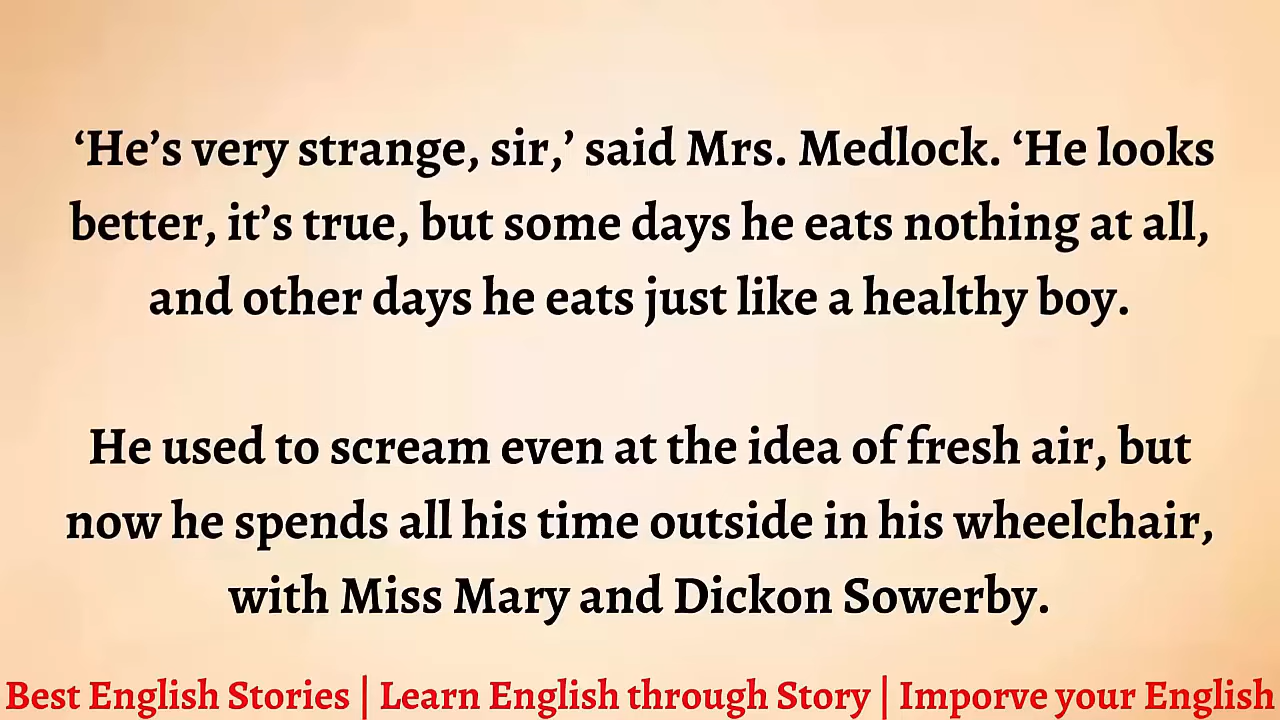 ‘He’s very strange, sir,’ said Mrs. Medlock. ‘He looks
better, it’s true, but some days he eats nothing at all,
and other days he eats just like a healthy boy.
He used to scream even at the idea of fresh air, but
now he spends all his time outside in his wheelchair,
with Miss Mary and Dickon Sowerby.
Best English Stories | Learn English through Story | Imporve your English